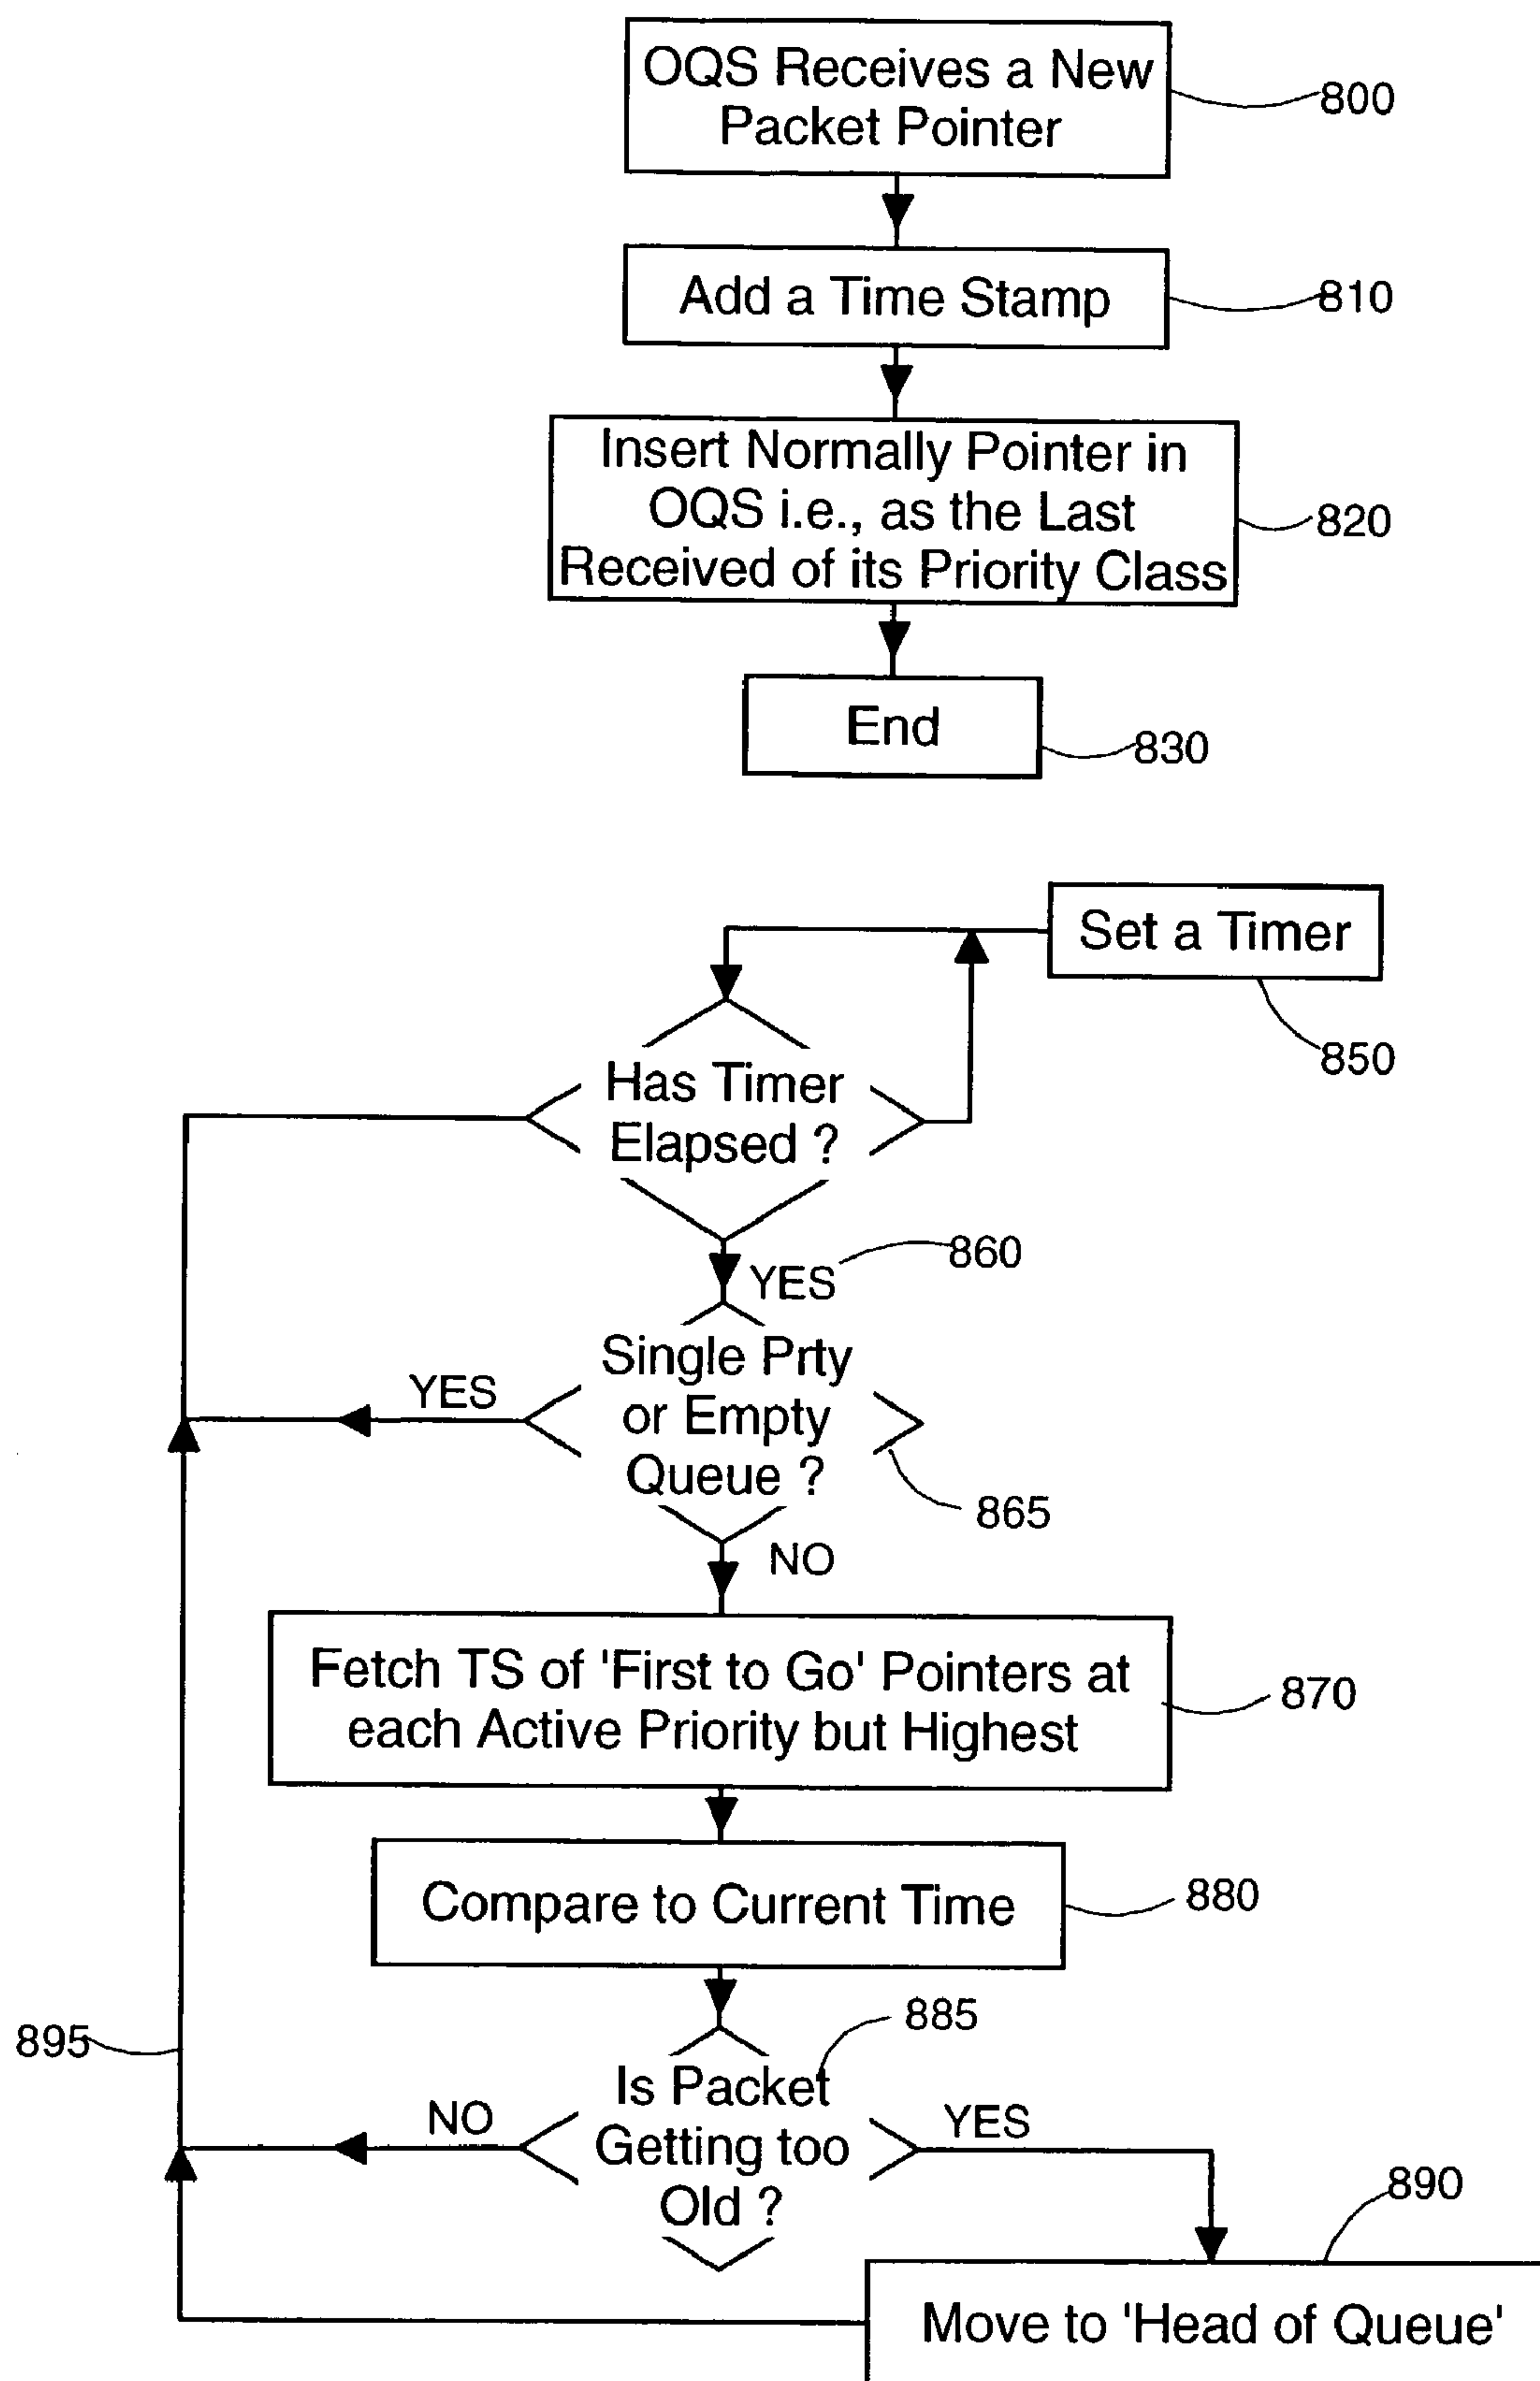 OQS Receives a New
Packet Pointer
800
Add a Time Stamp
810
Insert Normally Pointer in
OQS i.e., as the Last
Received of its Priority Class
820
End
830
Set a Timer
850
Has Timer
Elapsed ?
860
YES
Single Prty
or Empty
Queue ?
YES
865
NO
Fetch TS of 'First to Go' Pointers at
each Active Priority but Highest
870
Compare to Current Time
880
885
895
Is Packet
Getting too
Old ?
NO
YES
890
Move to 'Head of Queue'